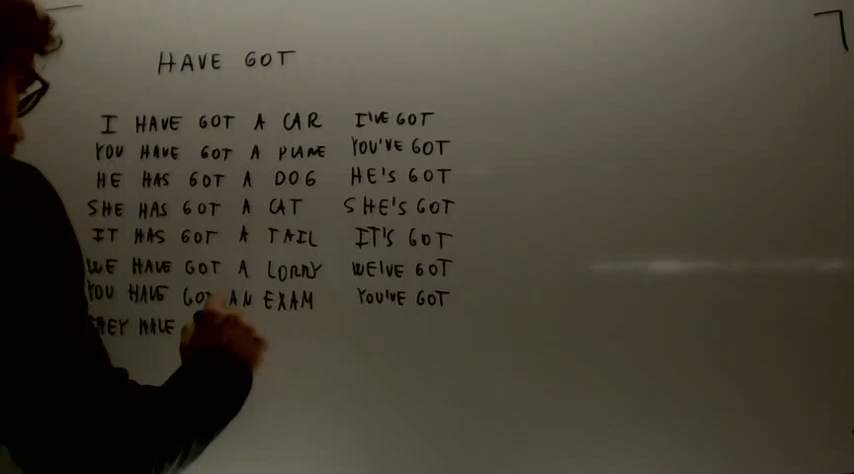 HAVE GOT
I HAVE GOT A CAR I'VE GOT
YOU HAVE GOT A PLANE YOU'VE GOT
HE HAS GOT A DOG HE'S GOT
SHE HAS GOT A CAT SHE'S GOT
IT HAS GOT A TAIL IT'S GOT
WE HAVE GOT A LORRY WE'VE GOT
YOU HAVE GOT AN EXAM YOU'VE GOT
THEY HAVE